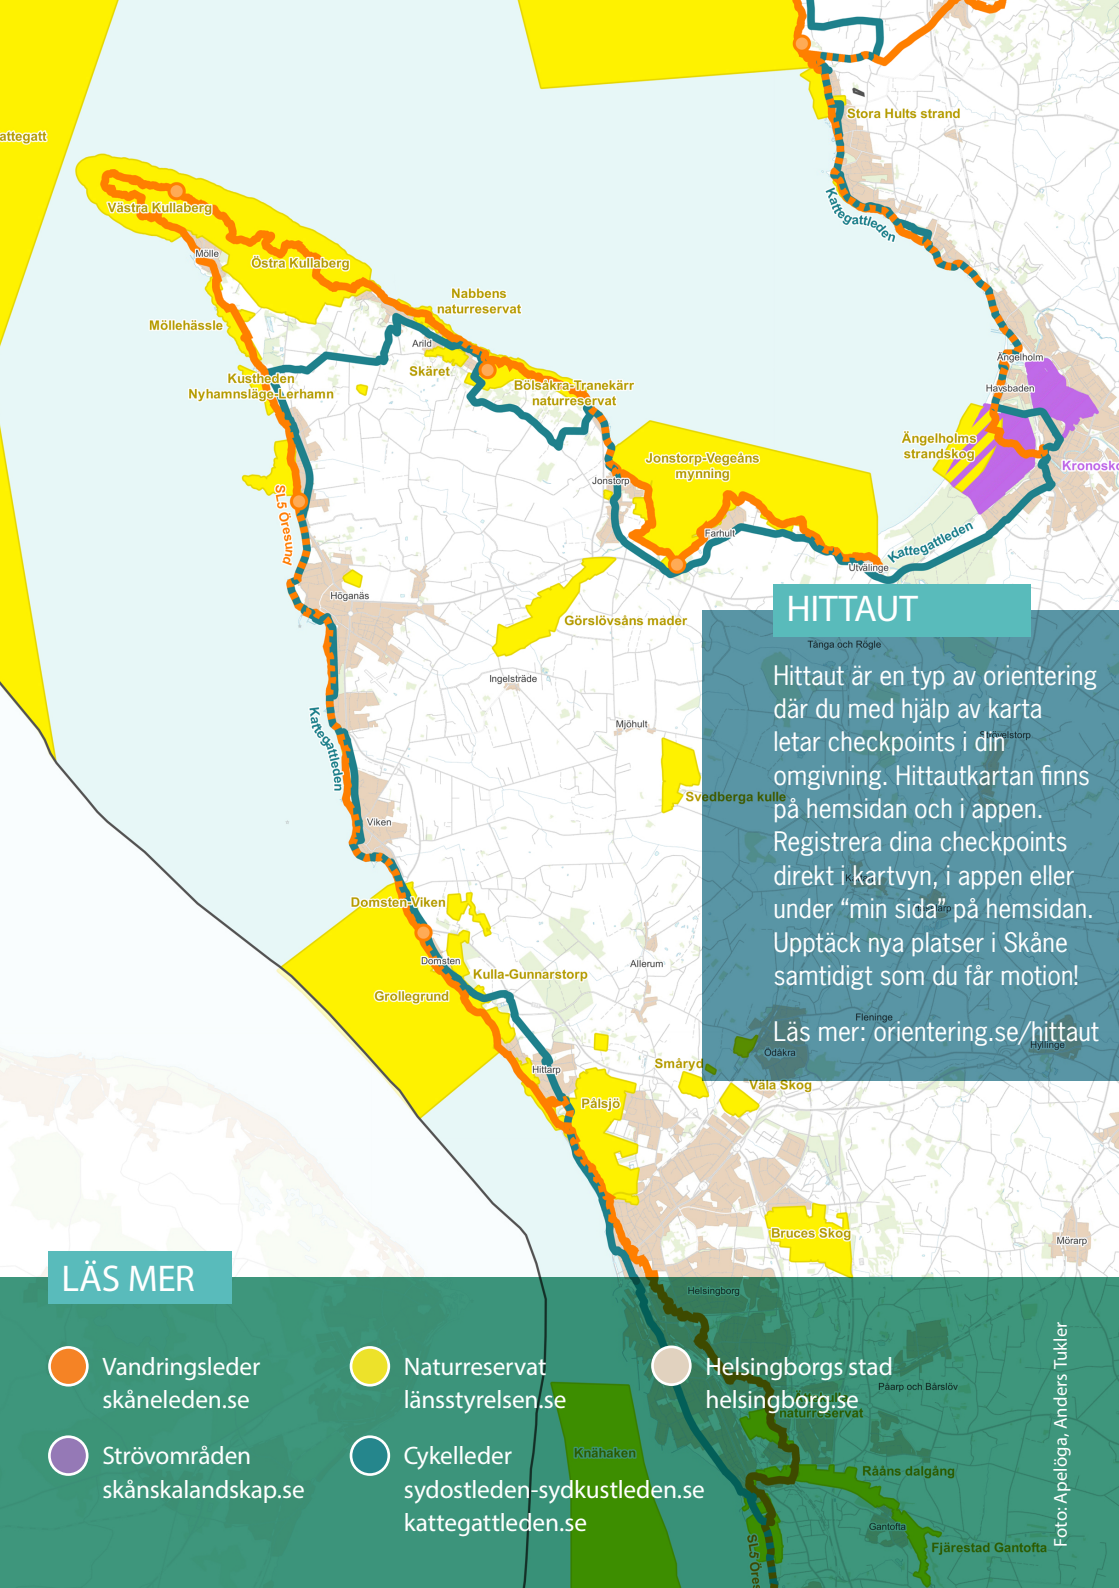 attegatt
Stora Hults strand
Kattegattleden
Västra Kullaberg
Mölle
Östra Kullaberg
Nabbens
naturreservat
Möllehässle
Arild
Skäret
Kustheden
Nyhamnsläge-Lerhamn
Bölsåkra-Tranekärr
naturreservat
Ängelholm
Havsbaden
Ängelholms
strandskog
Kronosko
Jonstorp-Vegeåns
mynning
Jonstorp
Farhult
Utvälinge
Kattegattleden
SL5 Öresund
Höganäs
Görslövsåns mader
Ingelsträde
Mjöhult
Kattegattleden
Svedberga kulle
Viken
Domsten-Viken
Domsten
Kulla-Gunnarstorp
Grollegrund
Allerum
Hittarp
Småryd
Väla Skog
Pålsjö
Bruces Skog
Mörarp
HITTAUT
Tånga och Rögle
Hittaut är en typ av orientering
där du med hjälp av karta
letar checkpoints i din
omgivning. Hittautkartan finns
på hemsidan och i appen.
Registrera dina checkpoints
direkt i kartvyn, i appen eller
under “min sida” på hemsidan.
Upptäck nya platser i Skåne
samtidigt som du får motion!
Fleninge
Läs mer: orientering.se/hittaut
Hyllinge
Ödåkra
LÄS MER
Helsingborg
Vandringsleder
skåneleden.se
Strövområden
skånskalandskap.se
Naturreservat
länsstyrelsen.se
Cykelleder
sydostleden-sydkustleden.se
kattegattleden.se
Helsingborgs stad
helsingborg.se
Påarp och Bårslöv
naturreservat
Knähaken
Rååns dalgång
Gantofta
Fjärestad Gantofta
SL5 Öres
Foto: Apelöga, Anders Tukler